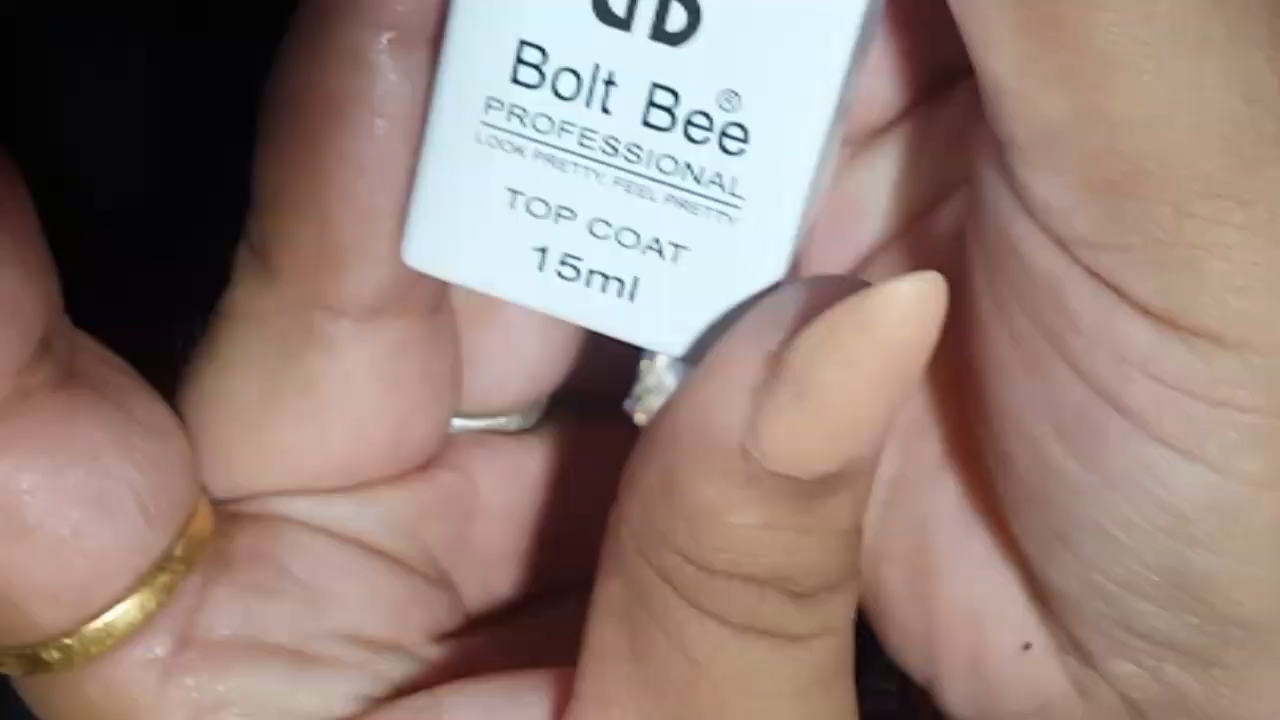 Bolt Bee®
PROFESSIONAL
LOOK PRETTY, FEEL PRETTY
TOP COAT
15ml